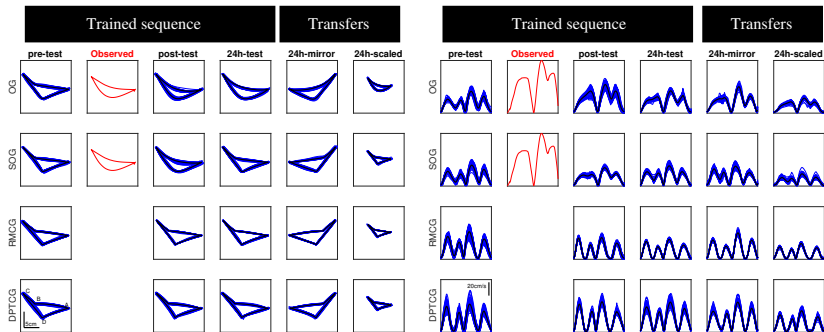 Trained sequence Transfers Trained sequence Transfers
pre-test Observed post-test 24h-test 24h-mirror 24h-scaled pre-test Observed post-test 24h-test 24h-mirror 24h-scaled
OG OG
SOG SOG
RMCG RMCG
DPTCG DPTCG
C
B
A
D
5cm
20cm/s